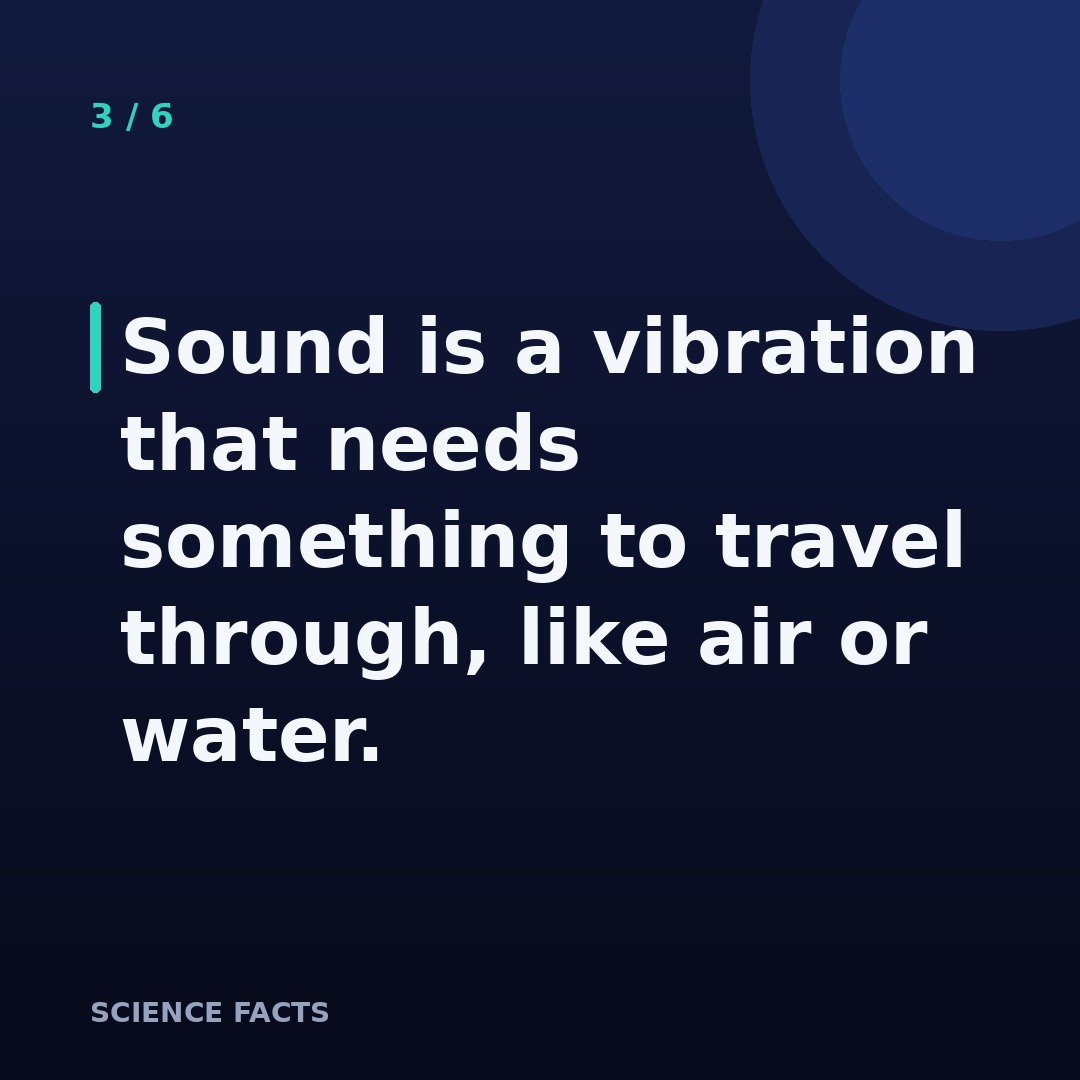 3 / 6
Sound is a vibration
that needs
something to travel
through, like air or
water.
SCIENCE FACTS